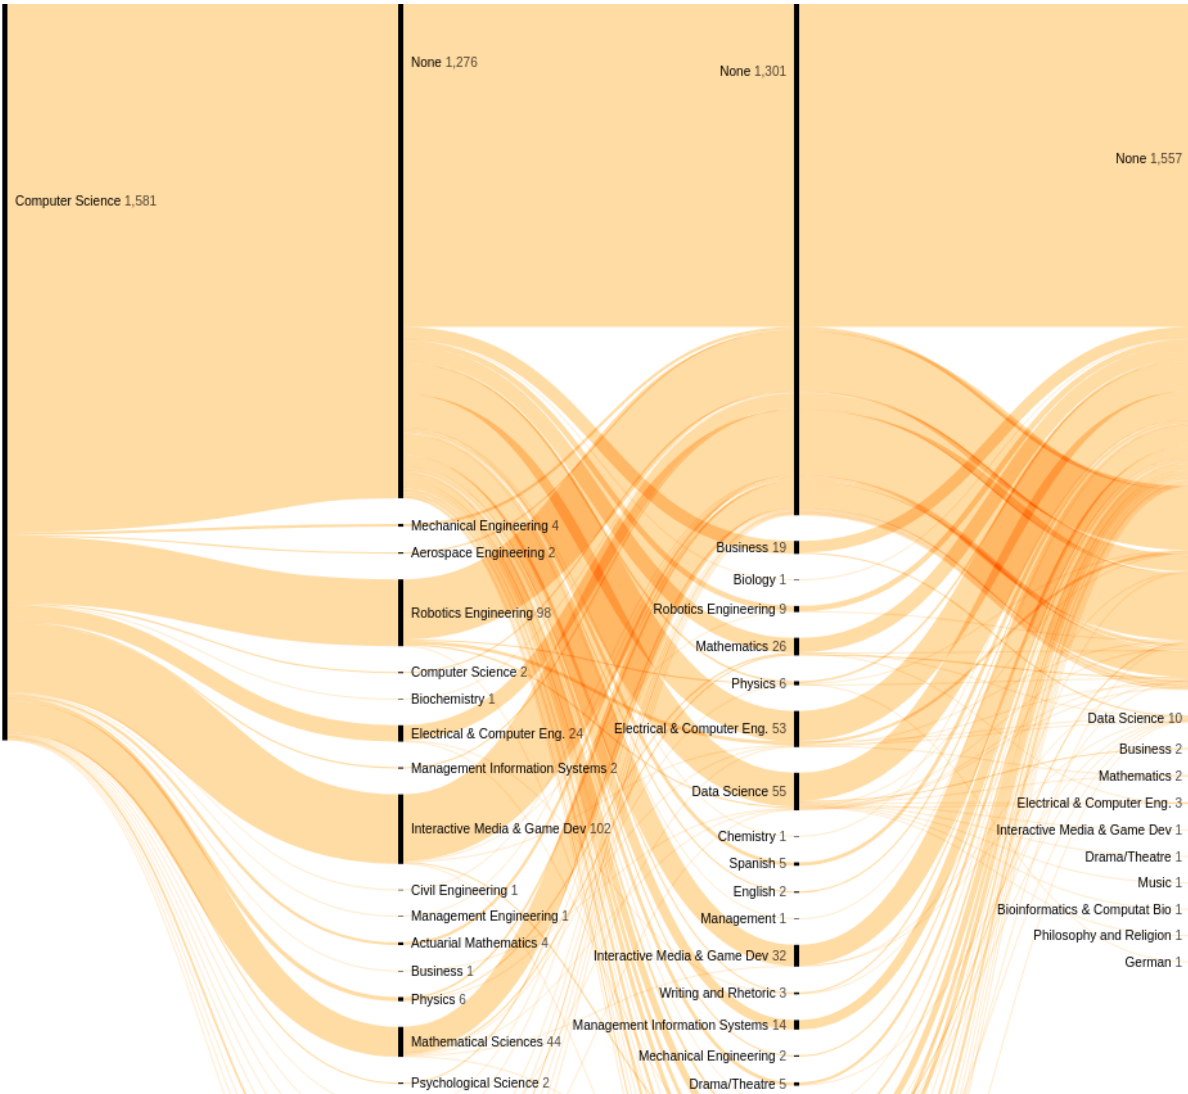 Computer Science 1,581
None 1,276
Mechanical Engineering 4
Aerospace Engineering 2
Robotics Engineering 98
Computer Science 2
Biochemistry 1
Electrical & Computer Eng. 24
Management Information Systems 2
Interactive Media & Game Dev 102
Civil Engineering 1
Management Engineering 1
Actuarial Mathematics 4
Business 1
Physics 6
Mathematical Sciences 44
Psychological Science 2
None 1,301
Business 19
Biology 1
Robotics Engineering 9
Mathematics 26
Physics 6
Electrical & Computer Eng. 53
Data Science 55
Chemistry 1
Spanish 5
English 2
Management 1
Interactive Media & Game Dev 32
Writing and Rhetoric 3
Management Information Systems 14
Mechanical Engineering 2
Drama/Theatre 5
None 1,557
Data Science 10
Business 2
Mathematics 2
Electrical & Computer Eng. 3
Interactive Media & Game Dev 1
Drama/Theatre 1
Music 1
Bioinformatics & Computat Bio 1
Philosophy and Religion 1
German 1